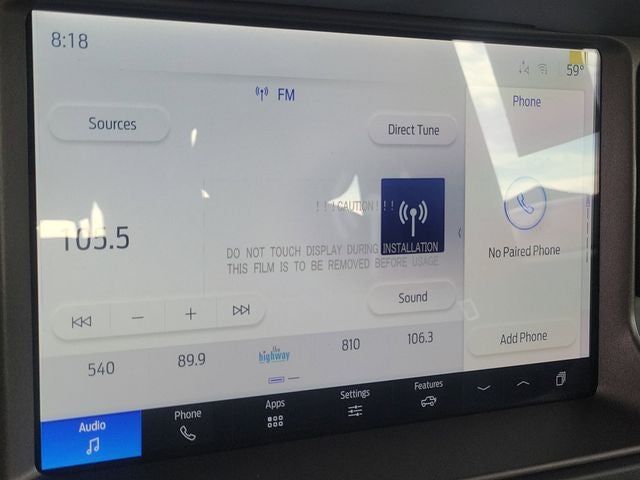 8:18
59°
FM
Phone
Sources
Direct Tune
! ! ! CAUTION ! ! !
105.5
DO NOT TOUCH DISPLAY DURING INSTALLATION
THIS FILM IS TO BE REMOVED BEFORE USAGE
No Paired Phone
Sound
Add Phone
540
89.9
the
highway
810
106.3
Audio
Phone
Apps
Settings
Features